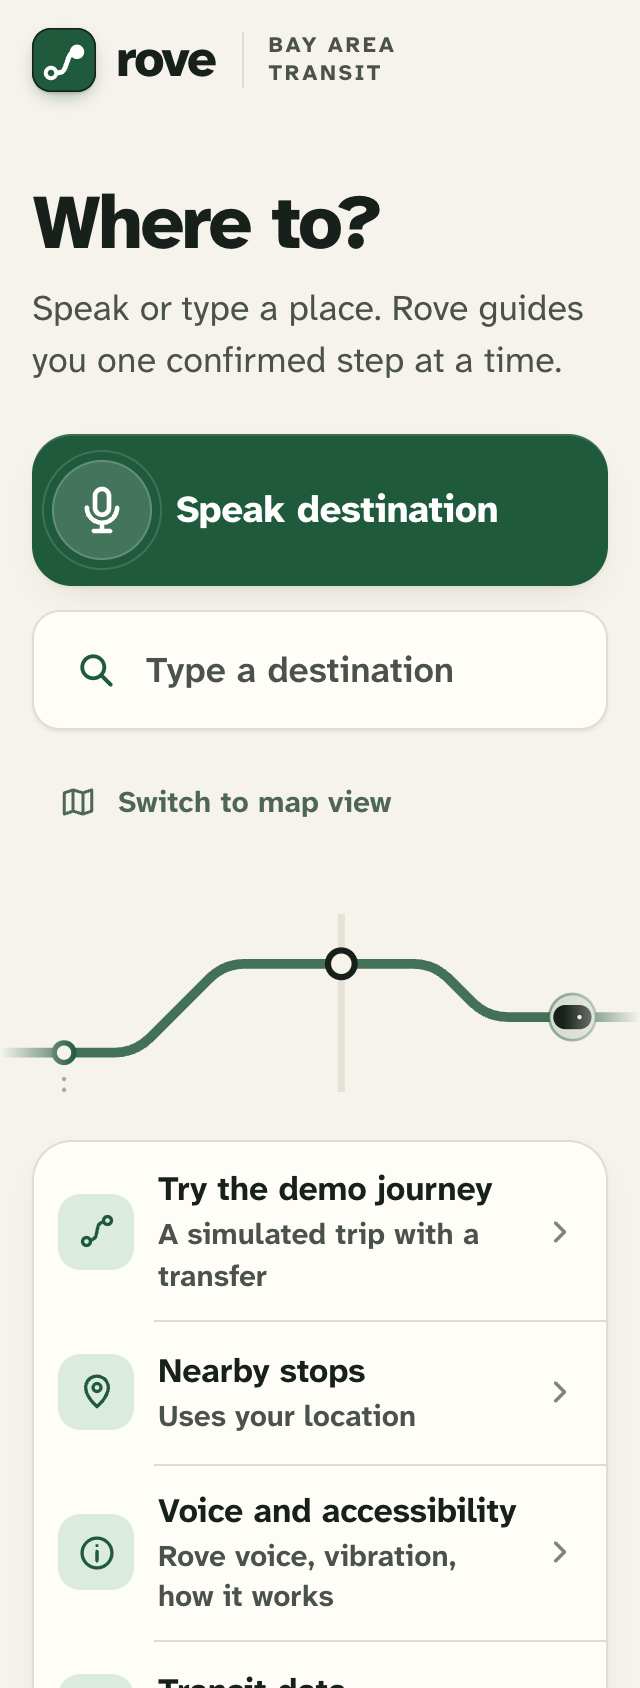 rove
BAY AREA
TRANSIT
Where to?
Speak or type a place. Rove guides
you one confirmed step at a time.
Speak destination
Type a destination
Switch to map view
Try the demo journey
A simulated trip with a
transfer
Nearby stops
Uses your location
Voice and accessibility
Rove voice, vibration,
how it works
Transit data